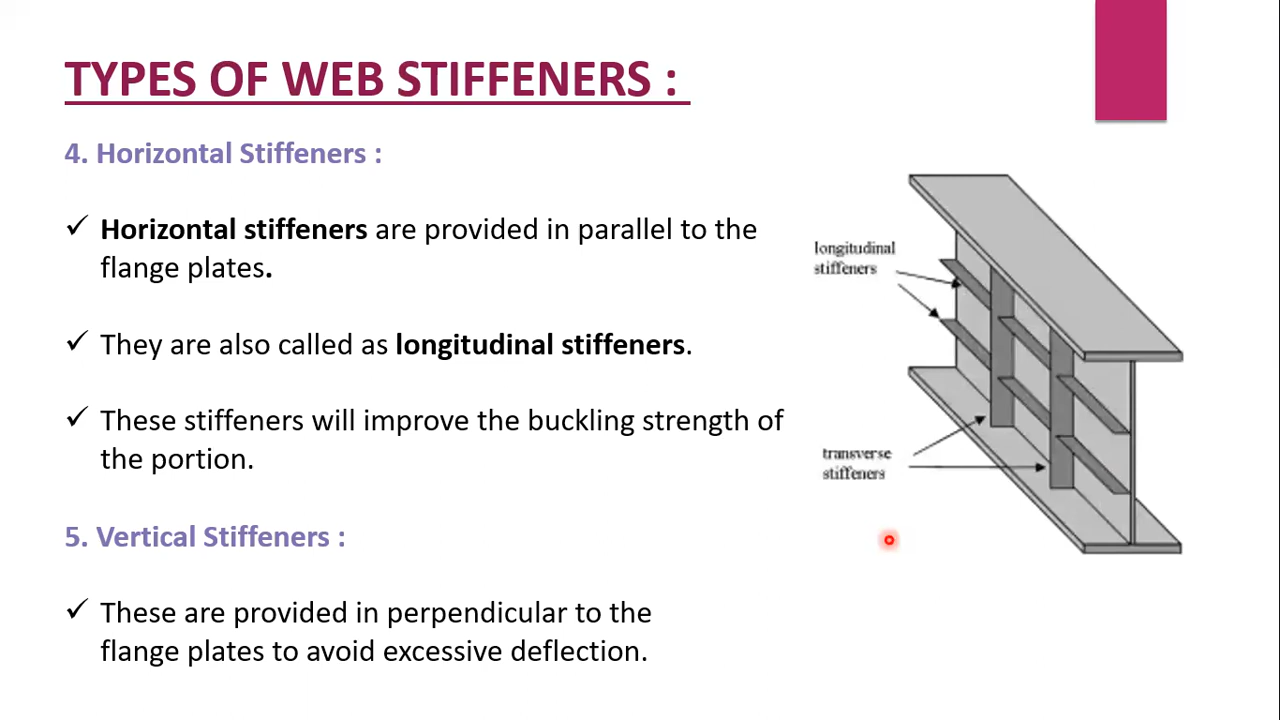 TYPES OF WEB STIFFENERS :
4. Horizontal Stiffeners :
✓ Horizontal stiffeners are provided in parallel to the
flange plates.
✓ They are also called as longitudinal stiffeners.
✓ These stiffeners will improve the buckling strength of
the portion.
5. Vertical Stiffeners :
✓ These are provided in perpendicular to the
flange plates to avoid excessive deflection.
longitudinal
stiffeners
transverse
stiffeners